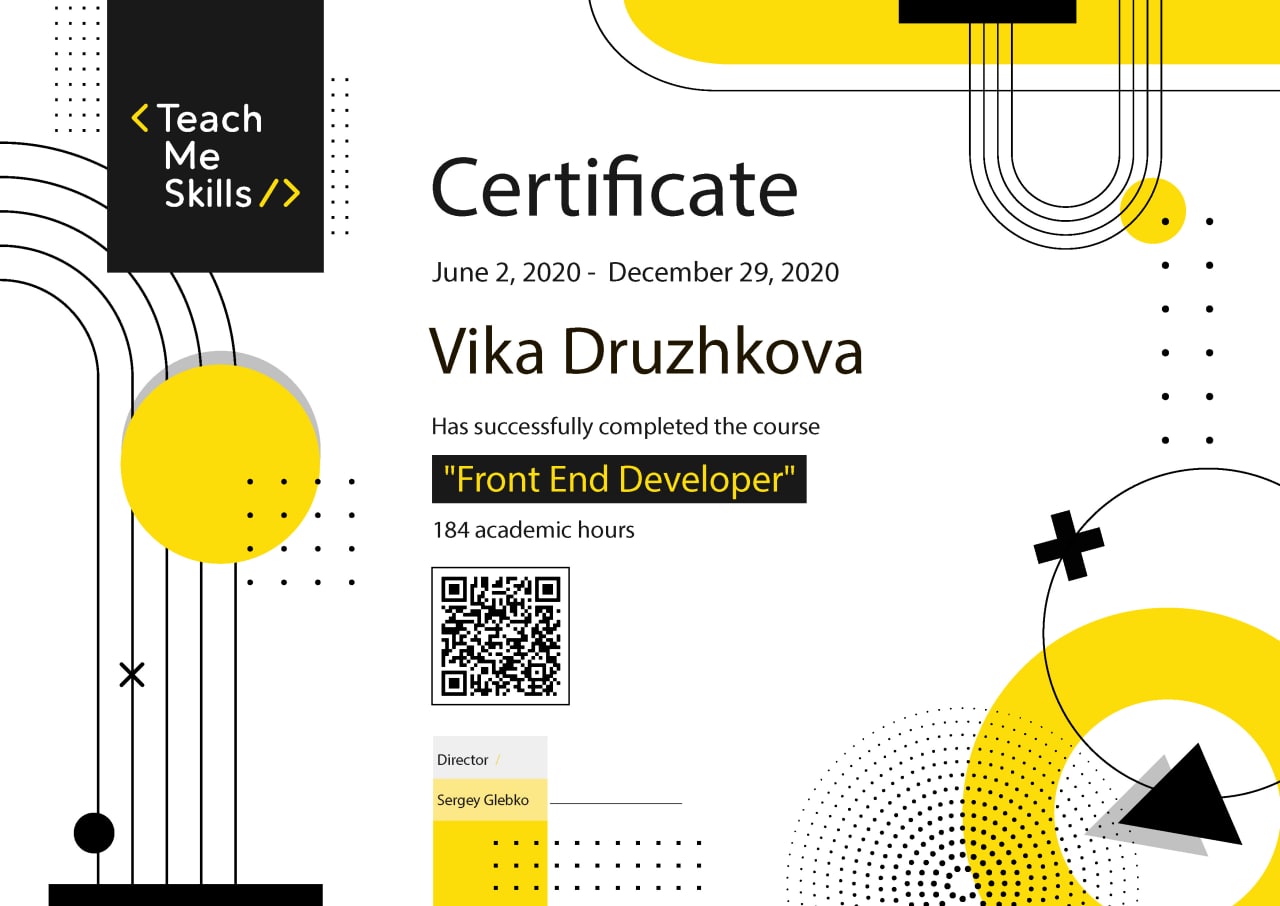 <Teach
Me
Skills/>
Certificate
June 2, 2020 - December 29, 2020
Vika Druzhkova
Has successfully completed the course
"Front End Developer"
184 academic hours
Director /
Sergey Glebko